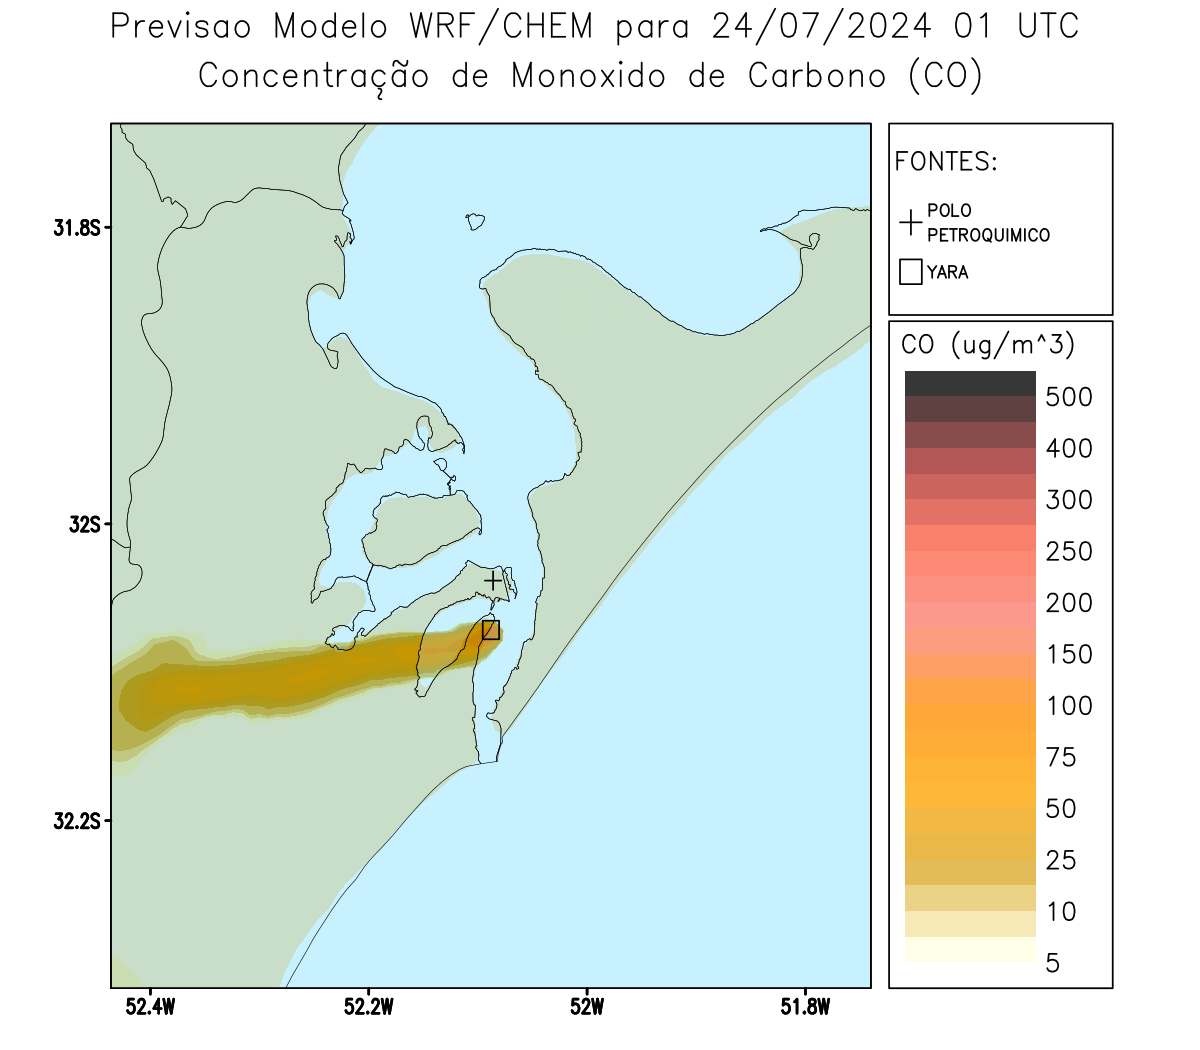 Previsao Modelo WRF/CHEM para 24/07/2024 01 UTC
Concentração de Monoxido de Carbono (CO)
FONTES:
POLO
PETROQUIMICO
YARA
CO (ug/m^3)
500
400
300
250
200
150
100
75
50
25
10
5
31.8S
32S
32.2S
52.4W
52.2W
52W
51.8W